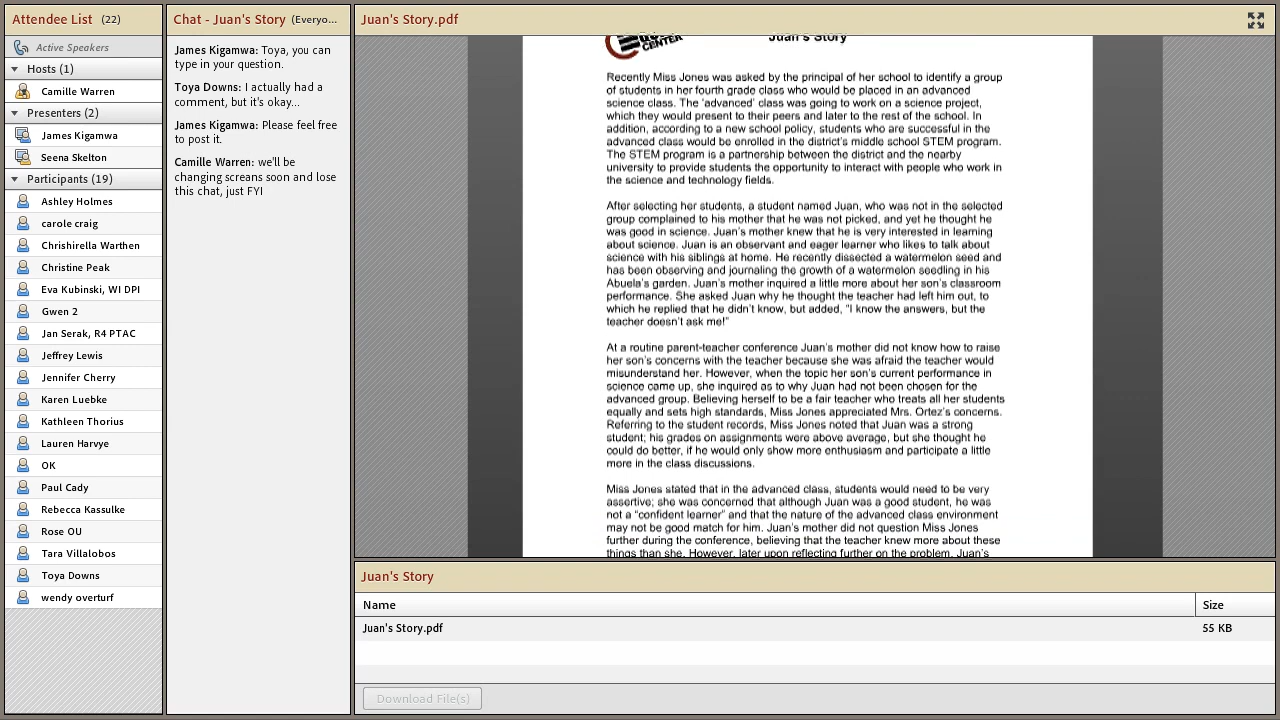 Attendee List (22)
Active Speakers
Hosts (1)
Camille Warren
Presenters (2)
James Kigamwa
Seena Skelton
Participants (19)
Ashley Holmes
carole craig
Chrishirella Warthen
Christine Peak
Eva Kubinski, WI DPI
Gwen 2
Jan Serak, R4 PTAC
Jeffrey Lewis
Jennifer Cherry
Karen Luebke
Kathleen Thorius
Lauren Harvye
OK
Paul Cady
Rebecca Kassulke
Rose OU
Tara Villalobos
Toya Downs
wendy overturf
Chat - Juan's Story (Everyo...
James Kigamwa: Toya, you can
type in your question.
Toya Downs: I actually had a
comment, but it's okay...
James Kigamwa: Please feel free
to post it.
Camille Warren: we'll be
changing screans soon and lose
this chat, just FYI
Juan's Story.pdf
CENTER
Juan's Story
Recently Miss Jones was asked by the principal of her school to identify a group
of students in her fourth grade class who would be placed in an advanced
science class. The 'advanced' class was going to work on a science project,
which they would present to their peers and later to the rest of the school. In
addition, according to a new school policy, students who are successful in the
advanced class would be enrolled in the district's middle school STEM program.
The STEM program is a partnership between the district and the nearby
university to provide students the opportunity to interact with people who work in
the science and technology fields.
After selecting her students, a student named Juan, who was not in the selected
group complained to his mother that he was not picked, and yet he thought he
was good in science. Juan's mother knew that he is very interested in learning
about science. Juan is an observant and eager learner who likes to talk about
science with his siblings at home. He recently dissected a watermelon seed and
has been observing and journaling the growth of a watermelon seedling in his
Abuela's garden. Juan's mother inquired a little more about her son's classroom
performance. She asked Juan why he thought the teacher had left him out, to
which he replied that he didn't know, but added, “I know the answers, but the
teacher doesn't ask me!”
At a routine parent-teacher conference Juan's mother did not know how to raise
her son's concerns with the teacher because she was afraid the teacher would
misunderstand her. However, when the topic her son's current performance in
science came up, she inquired as to why Juan had not been chosen for the
advanced group. Believing herself to be a fair teacher who treats all her students
equally and sets high standards, Miss Jones appreciated Mrs. Ortez's concerns.
Referring to the student records, Miss Jones noted that Juan was a strong
student; his grades on assignments were above average, but she thought he
could do better, if he would only show more enthusiasm and participate a little
more in the class discussions.
Miss Jones stated that in the advanced class, students would need to be very
assertive; she was concerned that although Juan was a good student, he was
not a “confident learner” and that the nature of the advanced class environment
may not be good match for him. Juan's mother did not question Miss Jones
further during the conference, believing that the teacher knew more about these
things than she. However, later upon reflecting further on the problem, Juan's
Juan's Story
Name
Size
Juan's Story.pdf
55 KB
Download File(s)